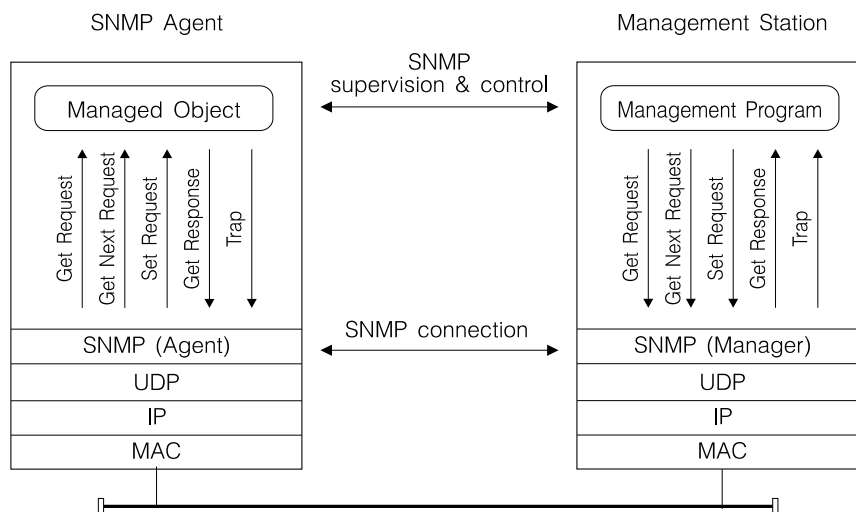 SNMP Agent
Management Station
SNMP
supervision & control
Managed Object
Management Program
Get Request
Get Next Request
Set Request
Get Response
Trap
Get Request
Get Next Request
Set Request
Get Response
Trap
SNMP connection
SNMP (Agent)
UDP
IP
MAC
SNMP (Manager)
UDP
IP
MAC